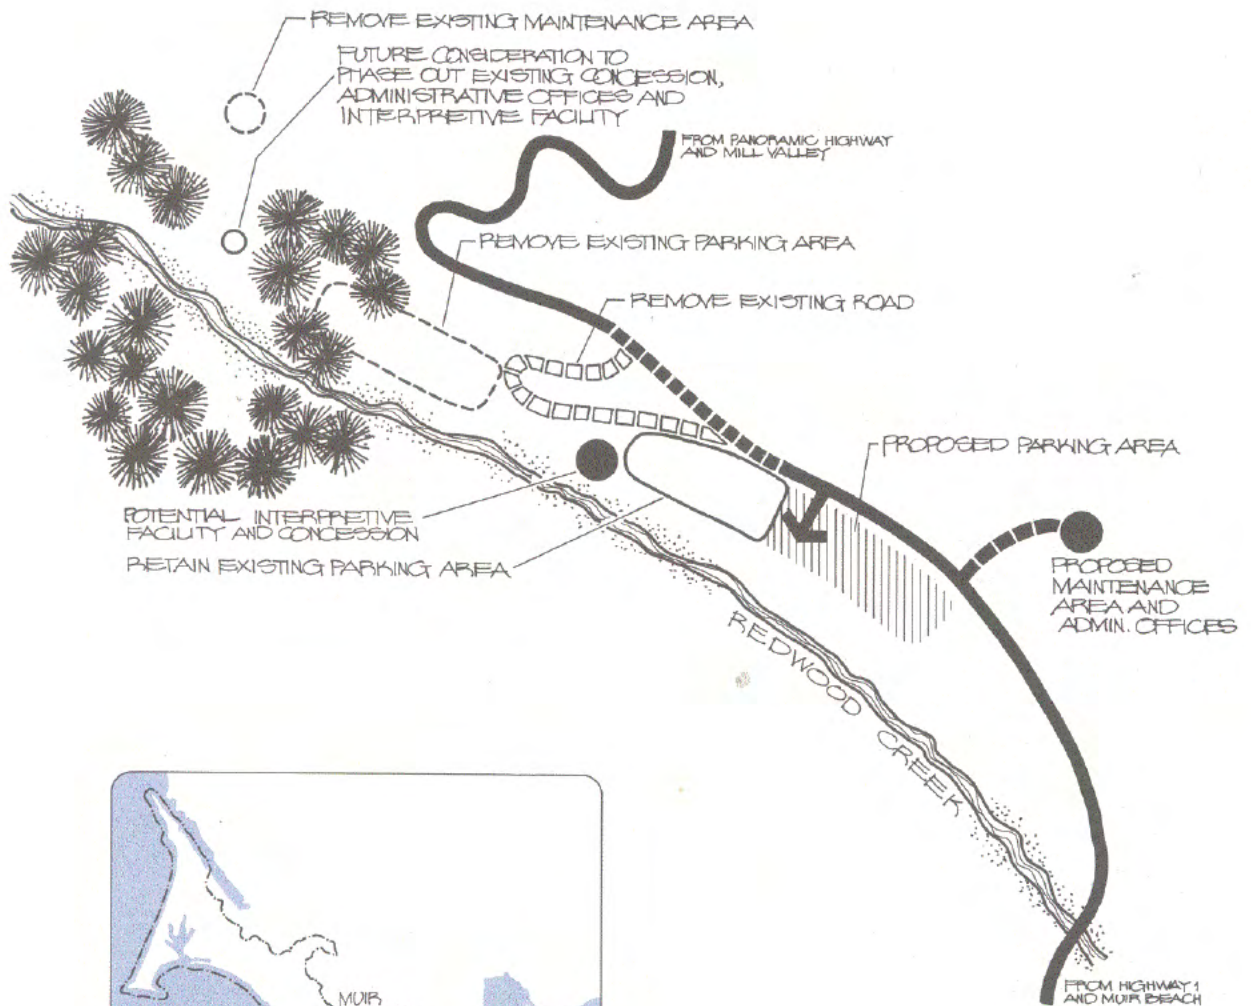 REMOVE EXISTING MAINTENANCE AREA
FUTURE CONSIDERATION TO
PHASE OUT EXISTING CONCESSION,
ADMINISTRATIVE OFFICES AND
INTERPRETIVE FACILITY
FROM PANORAMIC HIGHWAY
AND MILL VALLEY
REMOVE EXISTING PARKING AREA
REMOVE EXISTING ROAD
PROPOSED PARKING AREA
POTENTIAL INTERPRETIVE
FACILITY AND CONCESSION
RETAIN EXISTING PARKING AREA
PROPOSED
MAINTENANCE
AREA AND
ADMIN. OFFICES
REDWOOD CREEK
MUIR
FROM HIGHWAY 1
AND MUIR BEACH